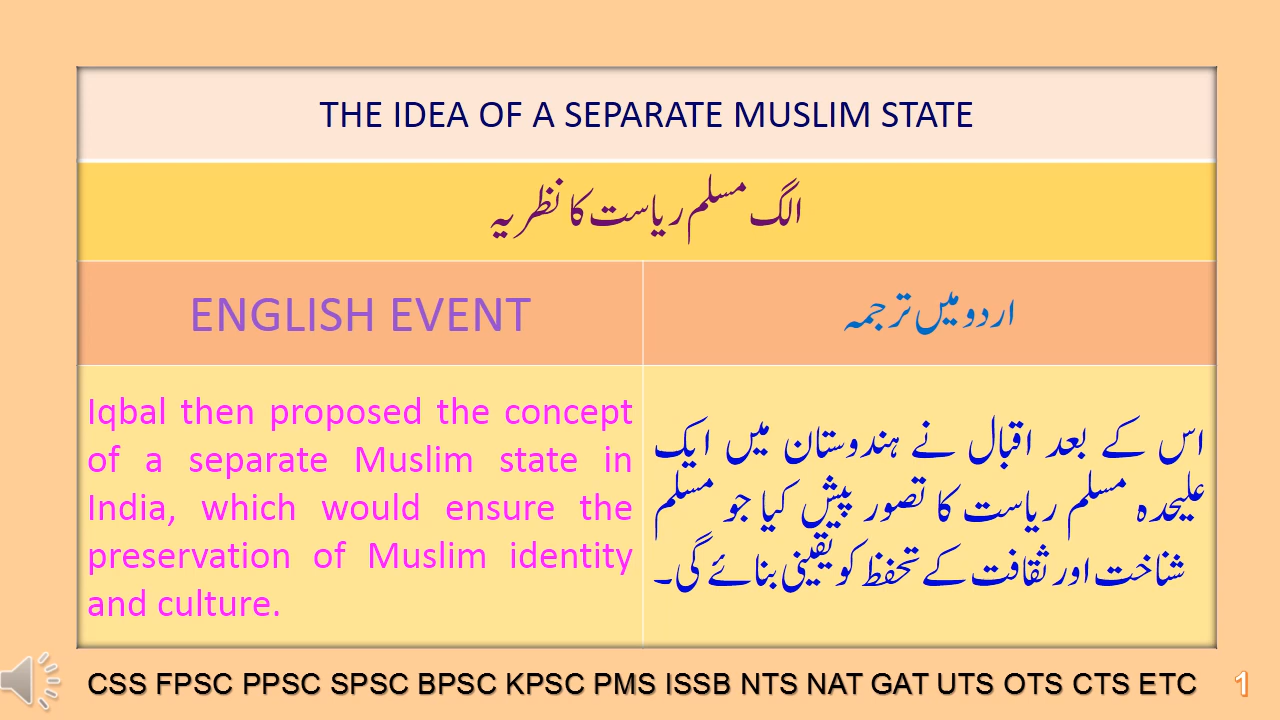 THE IDEA OF A SEPARATE MUSLIM STATE
الگ مسلم ریاست کا نظریہ
ENGLISH EVENT
اردو میں ترجمہ
Iqbal then proposed the concept
of a separate Muslim state in
India, which would ensure the
preservation of Muslim identity
and culture.
اس کے بعد اقبال نے ہندوستان میں ایک
علیحدہ مسلم ریاست کا تصور پیش کیا جو مسلم
شناخت اور ثقافت کے تحفظ کو یقینی بنائے گی۔
CSS FPSC PPSC SPSC BPSC KPSC PMS ISSB NTS NAT GAT UTS OTS CTS ETC
1